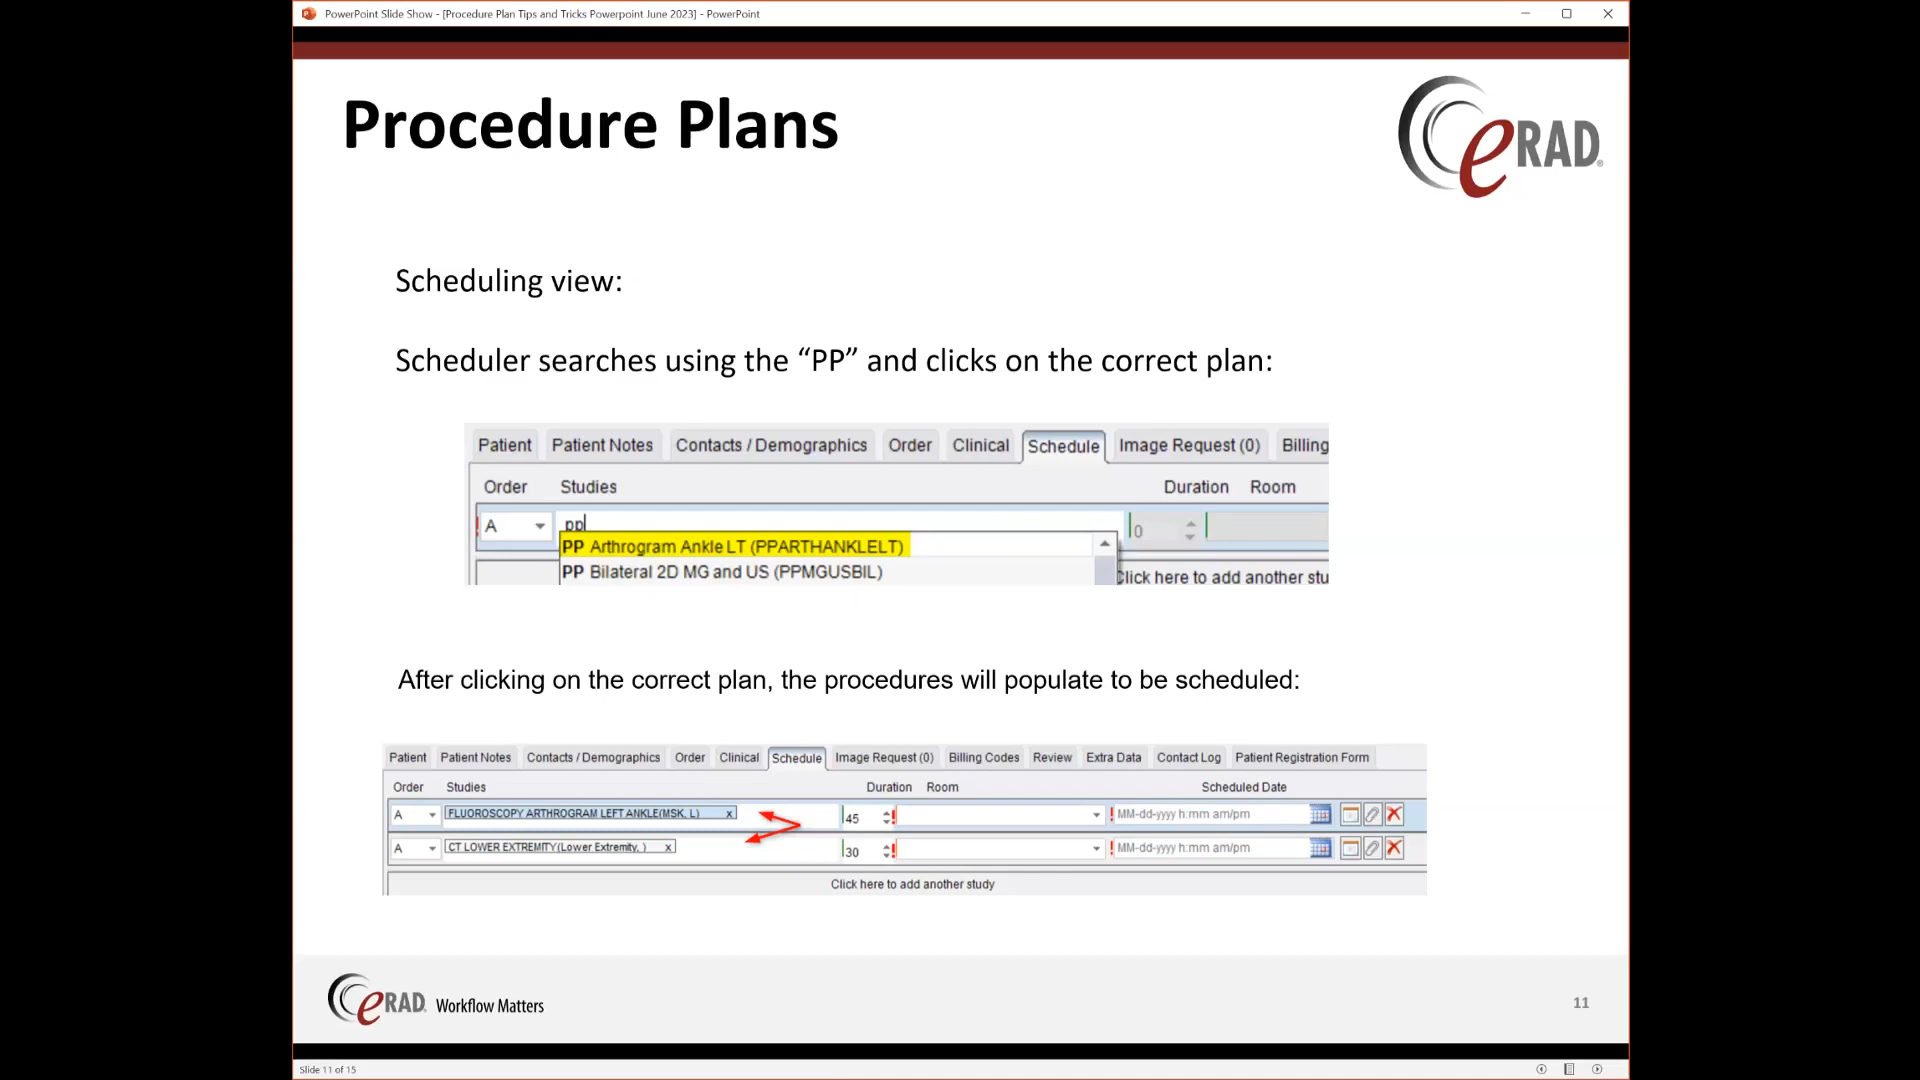 PowerPoint Slide Show - [Procedure Plan Tips and Tricks Powerpoint June 2023] - PowerPoint
Procedure Plans
eRAD®
Scheduling view:
Scheduler searches using the “PP” and clicks on the correct plan:
Patient Patient Notes Contacts / Demographics Order Clinical Schedule Image Request (0) Billing
Order Studies Duration Room
A pp 0
PP Arthrogram Ankle LT (PPARTHANKLELT)
PP Bilateral 2D MG and US (PPMGUSBIL)
Click here to add another stu
After clicking on the correct plan, the procedures will populate to be scheduled:
Patient Patient Notes Contacts / Demographics Order Clinical Schedule Image Request (0) Billing Codes Review Extra Data Contact Log Patient Registration Form
Order Studies Duration Room Scheduled Date
A FLUOROSCOPY ARTHROGRAM LEFT ANKLE(MSK, L) x 45 ! ! MM-dd-yyyy h:mm am/pm
A CT LOWER EXTREMITY(Lower Extremity, ) x 30 ! ! MM-dd-yyyy h:mm am/pm
Click here to add another study
eRAD Workflow Matters
11
Slide 11 of 15